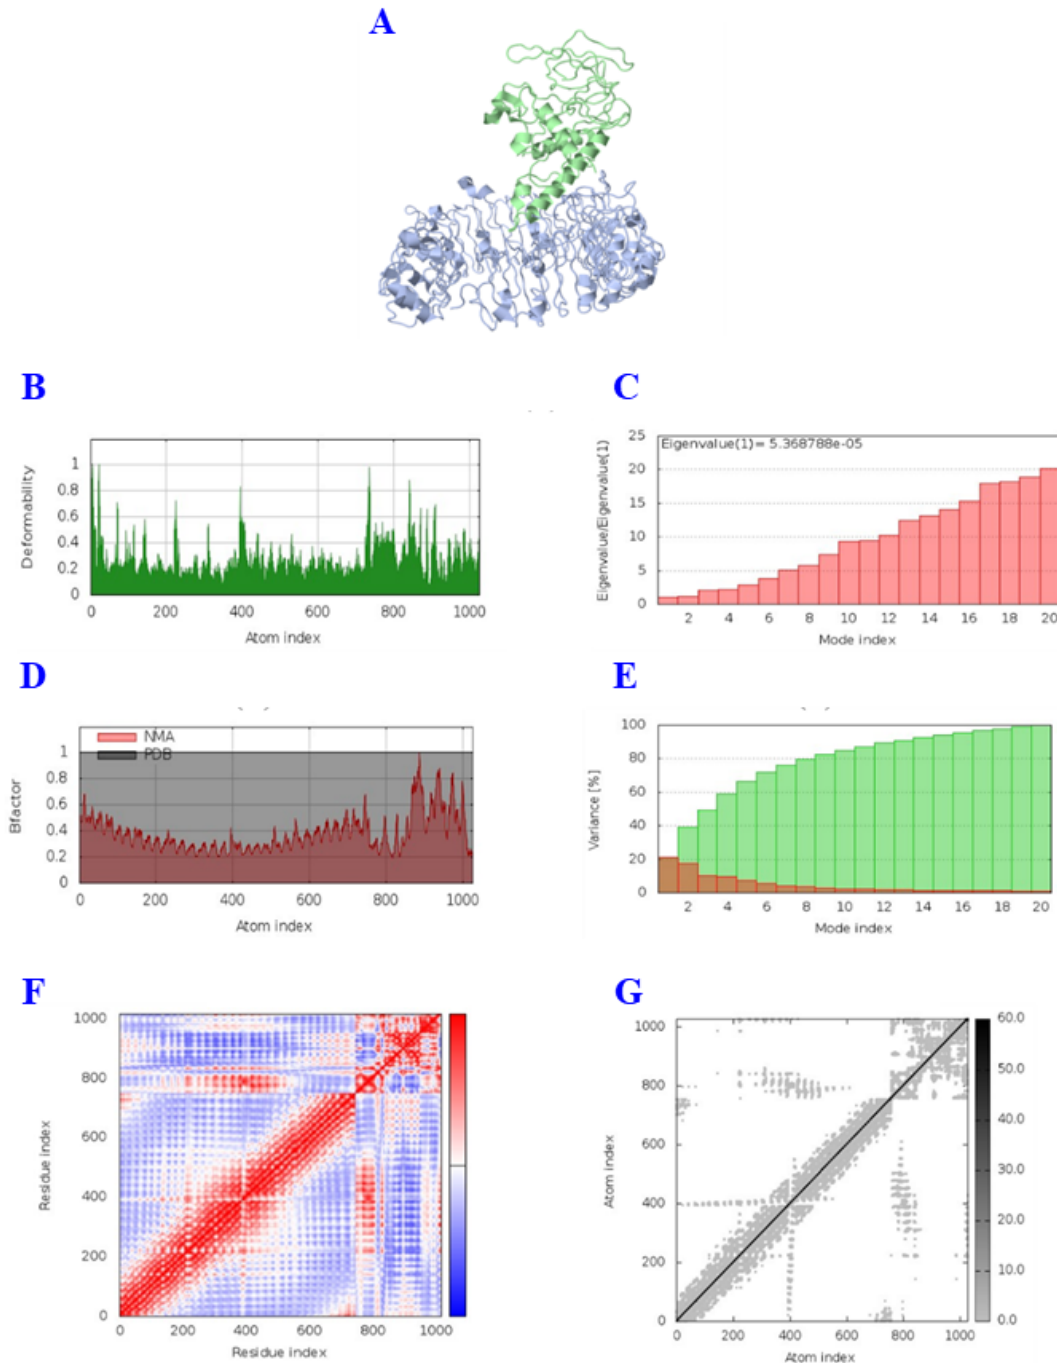 A
B
C
Deformability
1
0.8
0.6
0.4
0.2
0
0 200 400 600 800 1000
Atom index
Eigenvalue(1)= 5.368788e-05
Eigenvalue/Eigenvalue(1)
25
20
15
10
5
0
2 4 6 8 10 12 14 16 18 20
Mode index
D
E
NMA
PDB
Bfactor
1
0.8
0.6
0.4
0.2
0
0 200 400 600 800 1000
Atom index
Variance [%]
100
80
60
40
20
0
2 4 6 8 10 12 14 16 18 20
Mode index
F
G
Residue index
1000
800
600
400
200
0
0 200 400 600 800 1000
Residue index
Atom index
1000
800
600
400
200
0
0 200 400 600 800 1000
Atom index
60.0
50.0
40.0
30.0
20.0
10.0
0.0